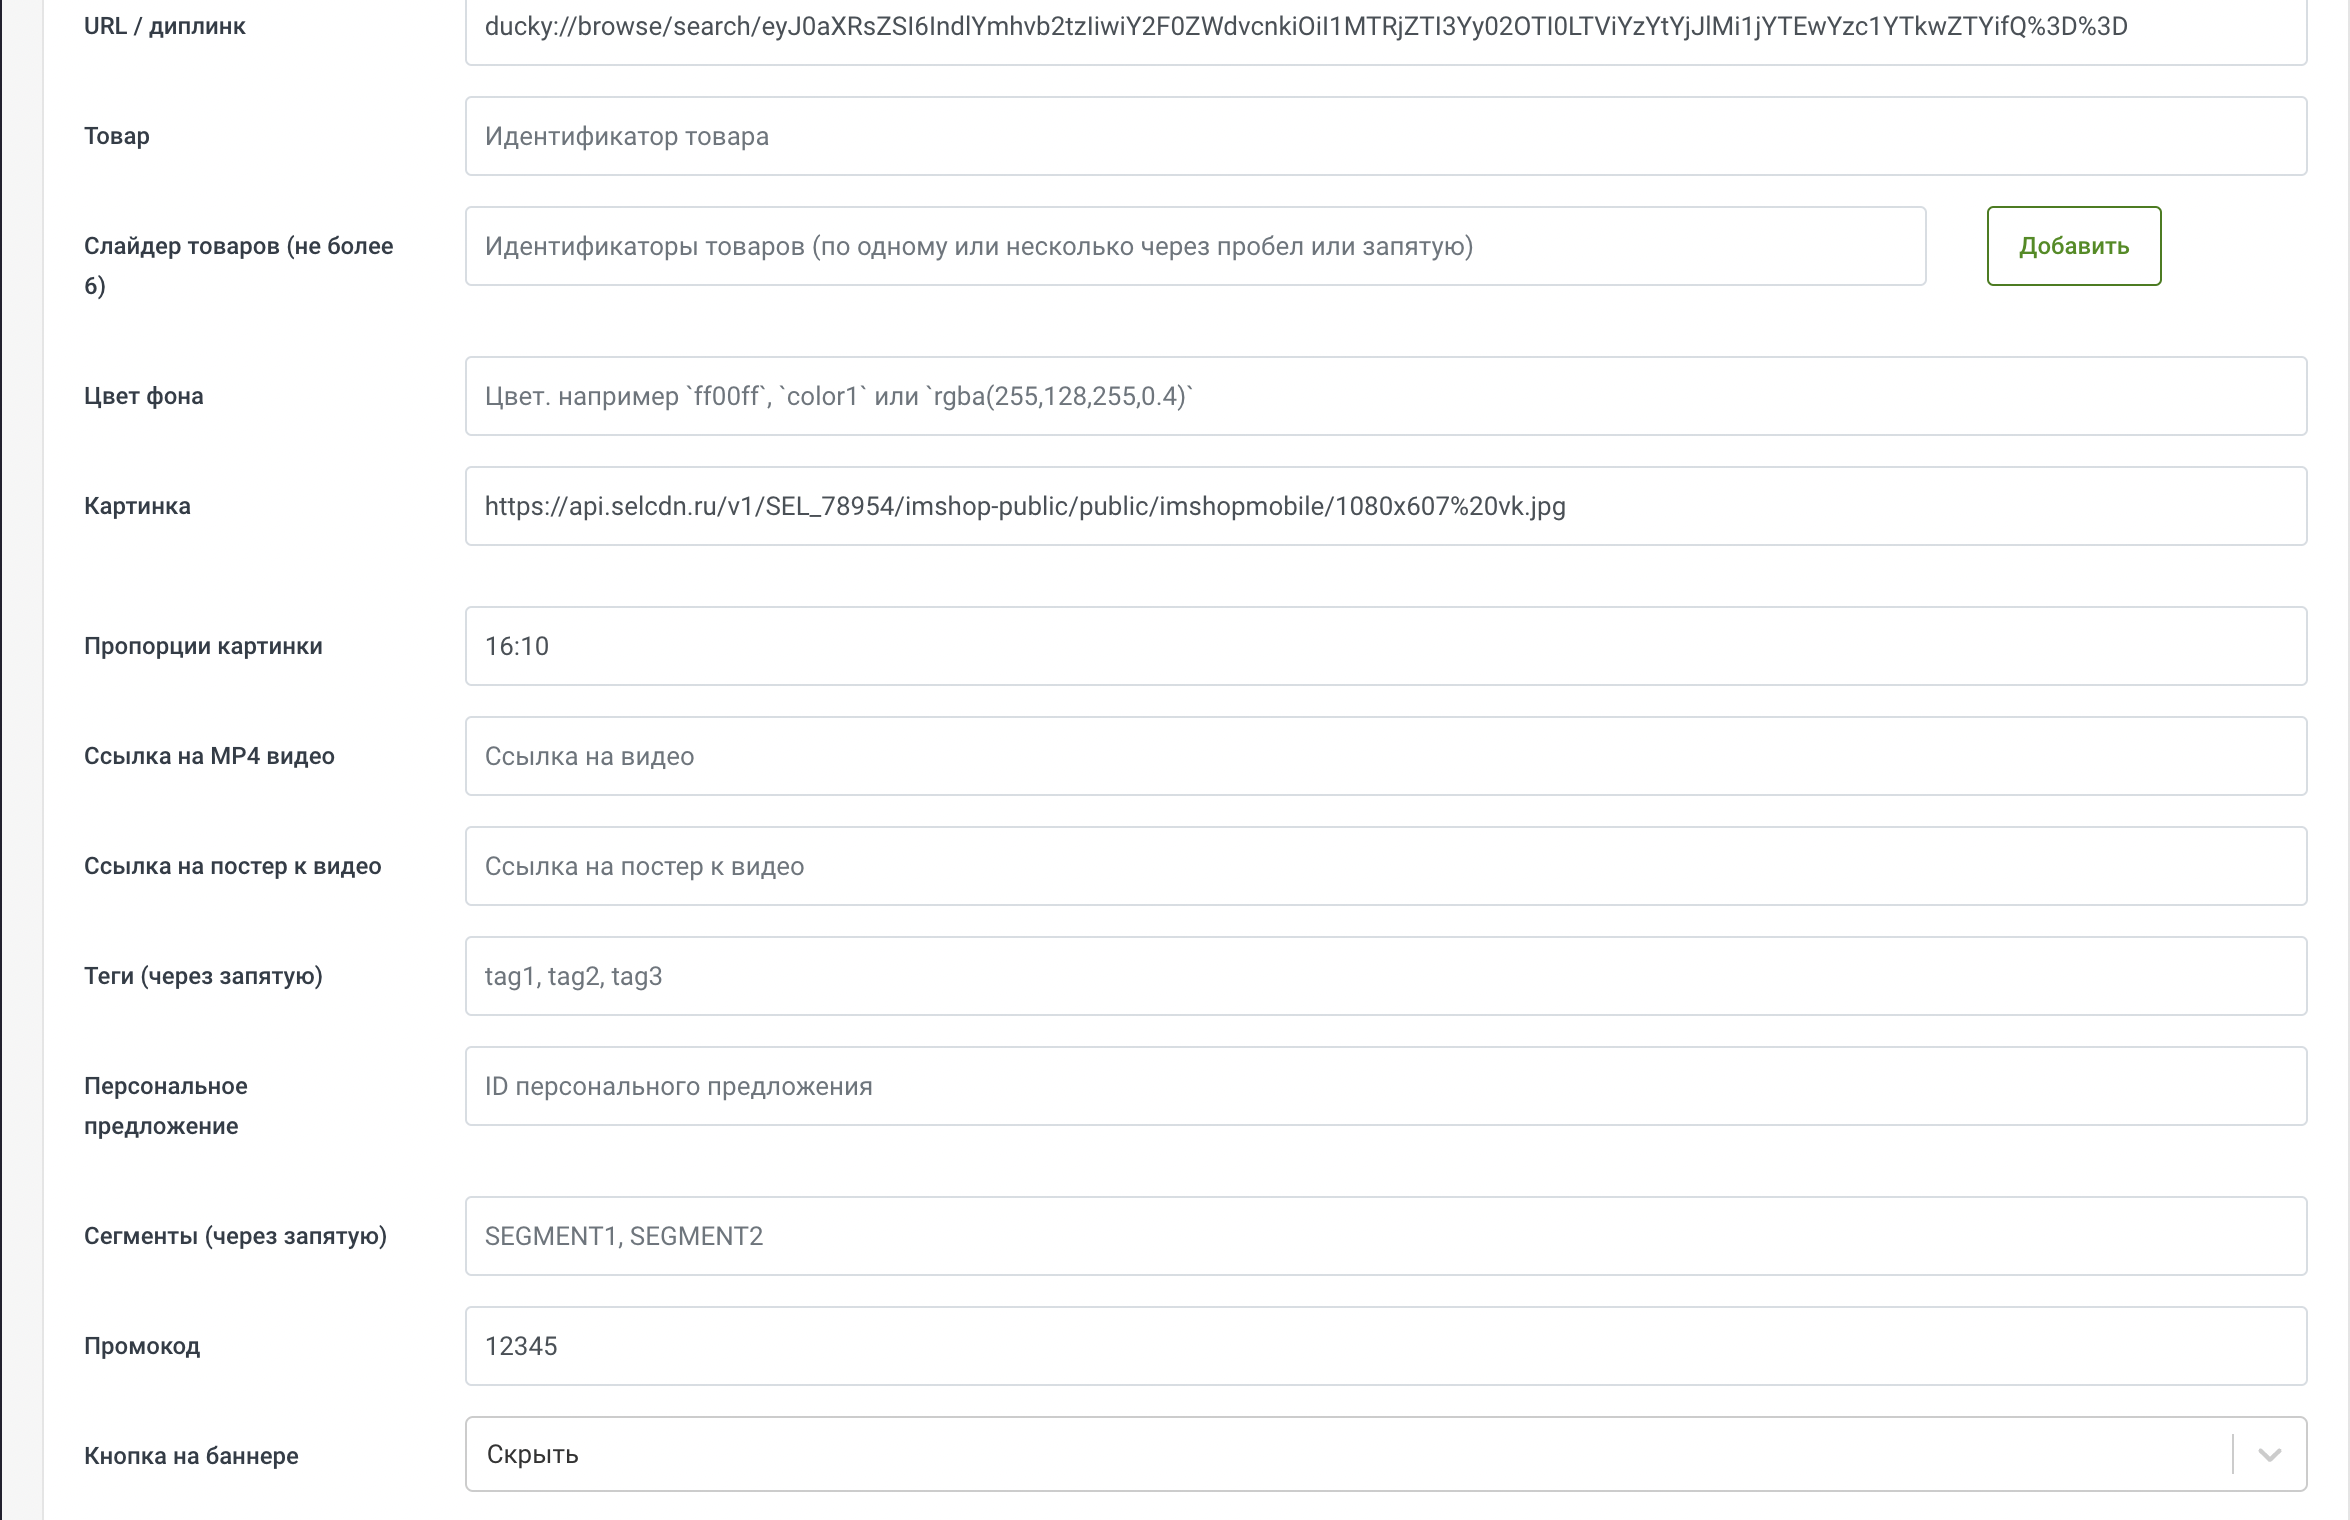 URL / диплинк
ducky://browse/search/eyJ0aXRsZSI6IndlYmhvb2tzIiwiY2F0ZWdvcnkiOiI1MTRjZTI3Yy02OTI0LTViYzYtYjJlMi1jYTEwYzc1YTkwZTYifQ%3D%3D
Товар
Идентификатор товара
Слайдер товаров (не более
6)
Идентификаторы товаров (по одному или несколько через пробел или запятую)
Добавить
Цвет фона
Цвет. например `ff00ff`, `color1` или `rgba(255,128,255,0.4)`
Картинка
https://api.selcdn.ru/v1/SEL_78954/imshop-public/public/imshopmobile/1080x607%20vk.jpg
Пропорции картинки
16:10
Ссылка на MP4 видео
Ссылка на видео
Ссылка на постер к видео
Ссылка на постер к видео
Теги (через запятую)
tag1, tag2, tag3
Персональное
предложение
ID персонального предложения
Сегменты (через запятую)
SEGMENT1, SEGMENT2
Промокод
12345
Кнопка на баннере
Скрыть